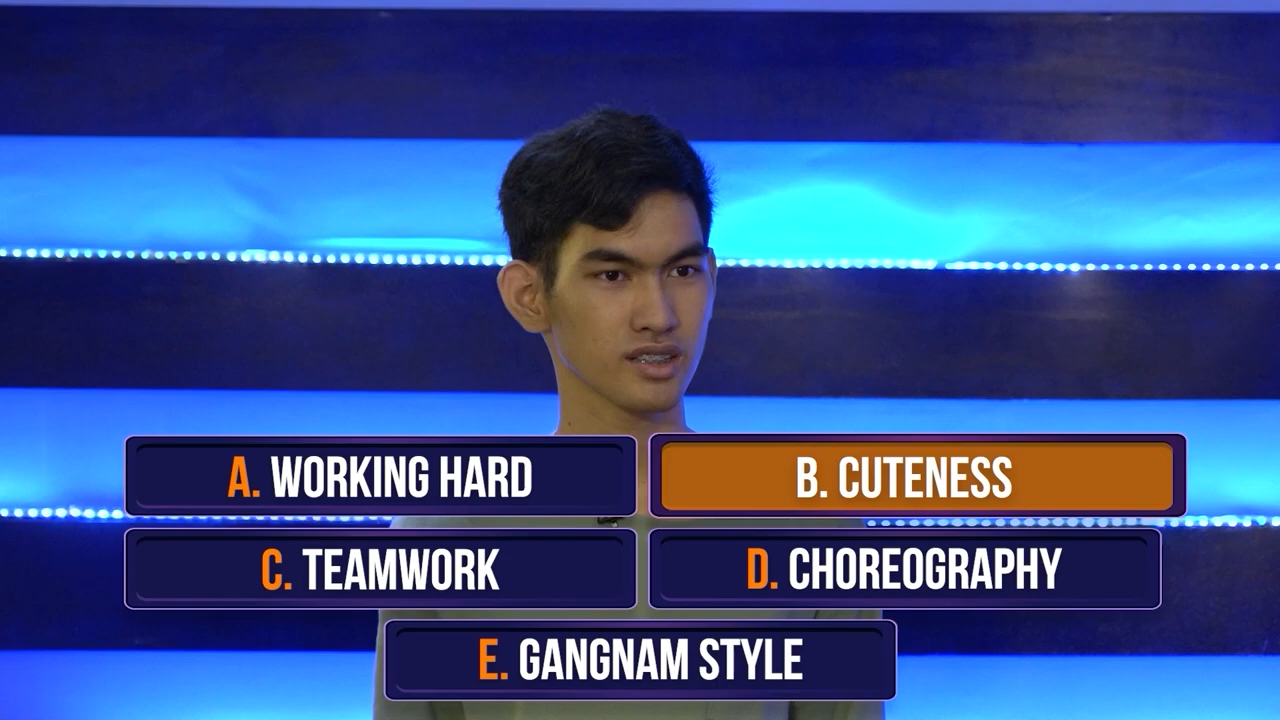 A. WORKING HARD
B. CUTENESS
C. TEAMWORK
D. CHOREOGRAPHY
E. GANGNAM STYLE